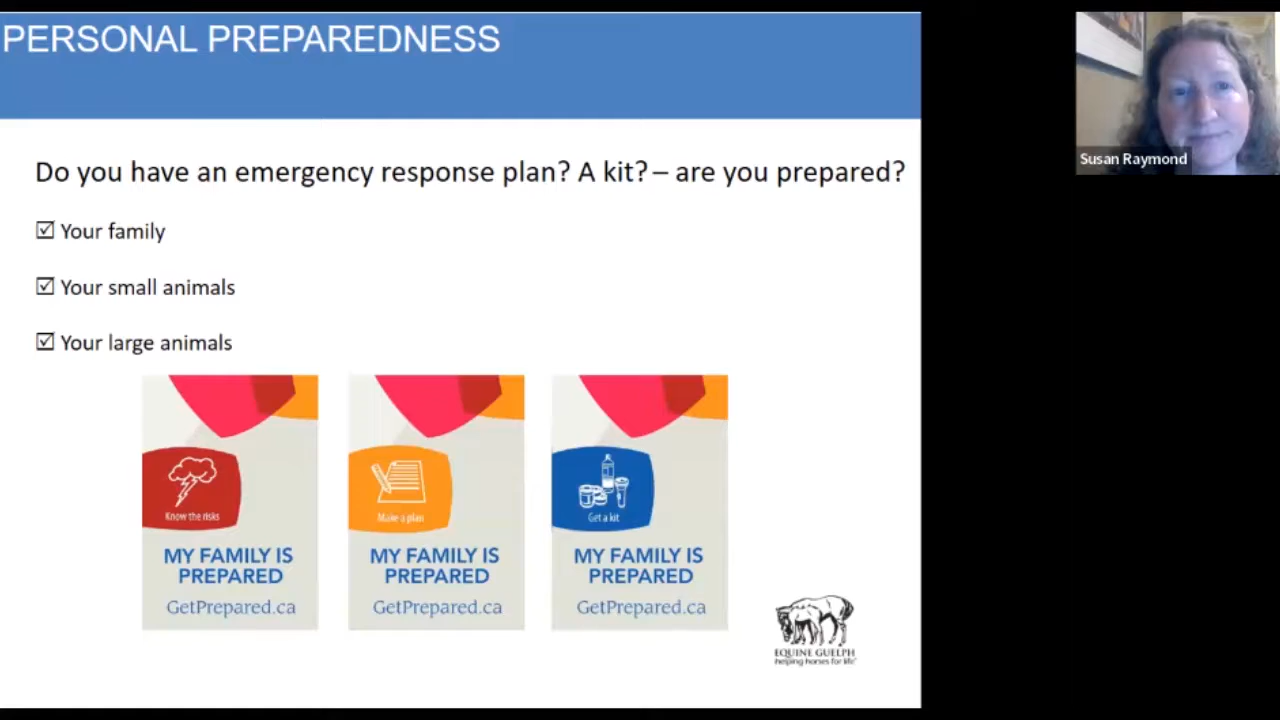 PERSONAL PREPAREDNESS
Susan Raymond
Do you have an emergency response plan? A kit? – are you prepared?
☑ Your family
☑ Your small animals
☑ Your large animals
Know the risks
MY FAMILY IS
PREPARED
GetPrepared.ca
Make a plan
MY FAMILY IS
PREPARED
GetPrepared.ca
Get a kit
MY FAMILY IS
PREPARED
GetPrepared.ca
EQUINE GUELPH
helping horses for life